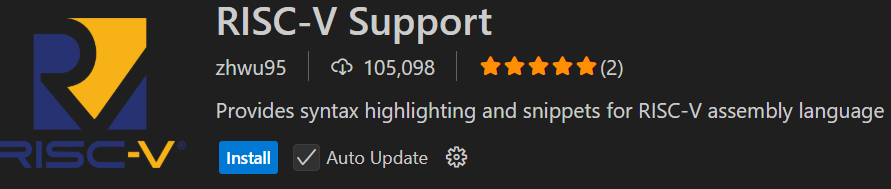 RISC-V Support
zhwu95 105,098 (2)
Provides syntax highlighting and snippets for RISC-V assembly language
RISC-V®
Install Auto Update